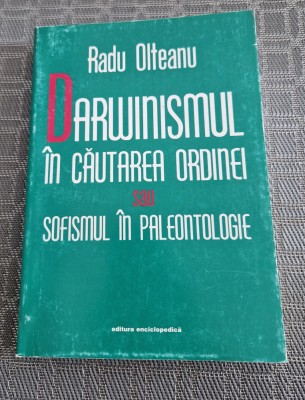 Radu Olteanu
DARWINISMUL
ÎN CĂUTAREA ORDINEI
sau
SOFISMUL ÎN PALEONTOLOGIE
editura enciclopedică